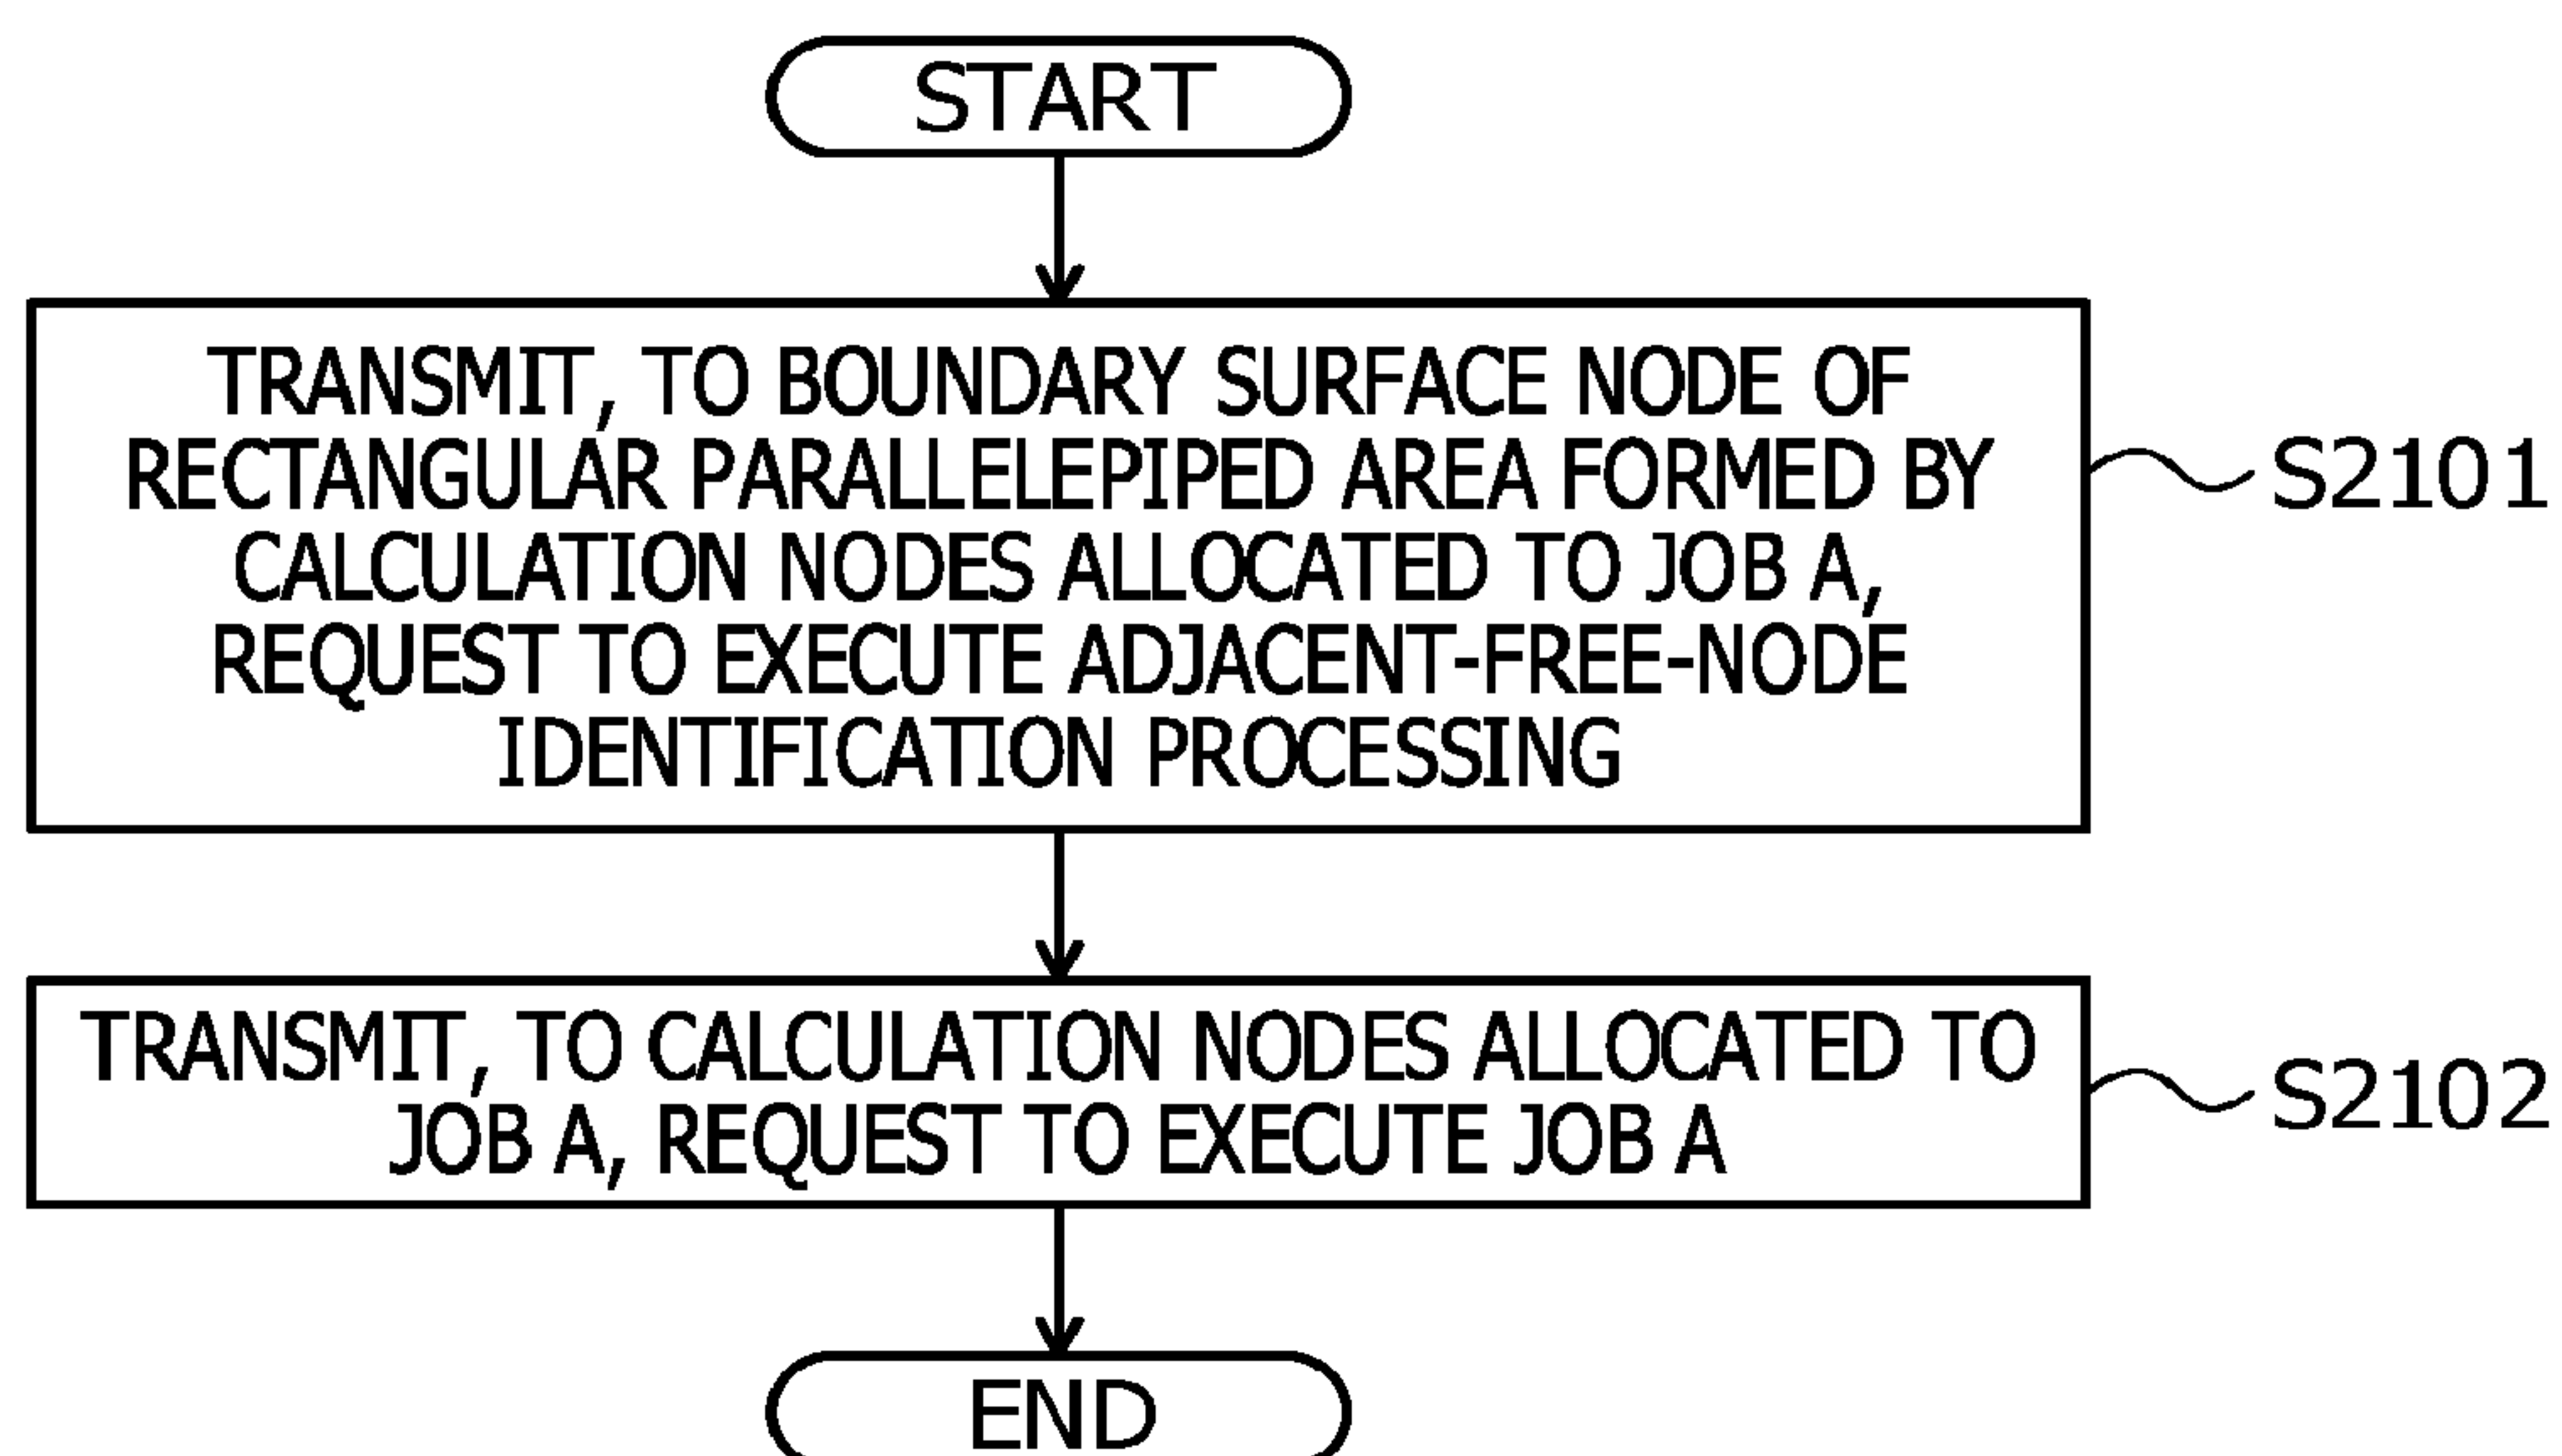 START
TRANSMIT, TO BOUNDARY SURFACE NODE OF
RECTANGULAR PARALLELEPIPED AREA FORMED BY
CALCULATION NODES ALLOCATED TO JOB A,
REQUEST TO EXECUTE ADJACENT-FREE-NODE
IDENTIFICATION PROCESSING
S2101
TRANSMIT, TO CALCULATION NODES ALLOCATED TO
JOB A, REQUEST TO EXECUTE JOB A
S2102
END